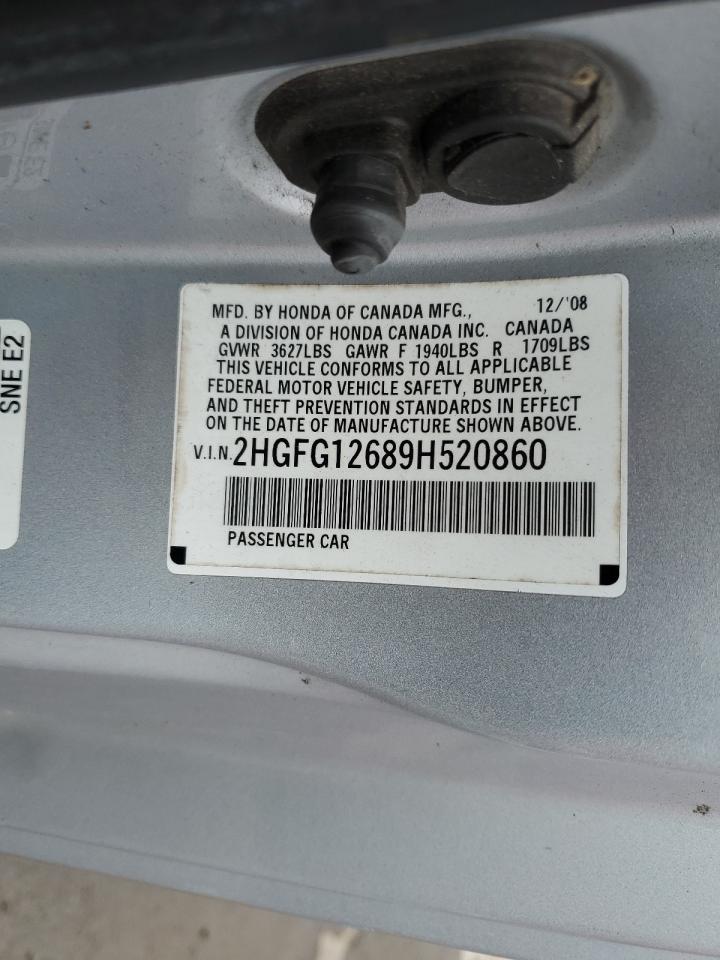 MFD. BY HONDA OF CANADA MFG., 12/'08
A DIVISION OF HONDA CANADA INC. CANADA
GVWR 3627LBS GAWR F 1940LBS R 1709LBS
THIS VEHICLE CONFORMS TO ALL APPLICABLE
FEDERAL MOTOR VEHICLE SAFETY, BUMPER,
AND THEFT PREVENTION STANDARDS IN EFFECT
ON THE DATE OF MANUFACTURE SHOWN ABOVE.
V.I.N. 2HGFG12689H520860
PASSENGER CAR
SNE E2